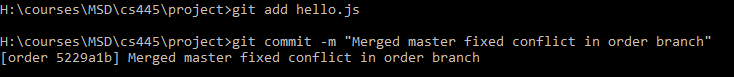 H:\courses\MSD\cs445\project>git add hello.js
H:\courses\MSD\cs445\project>git commit -m "Merged master fixed conflict in order branch"
[order 5229a1b] Merged master fixed conflict in order branch